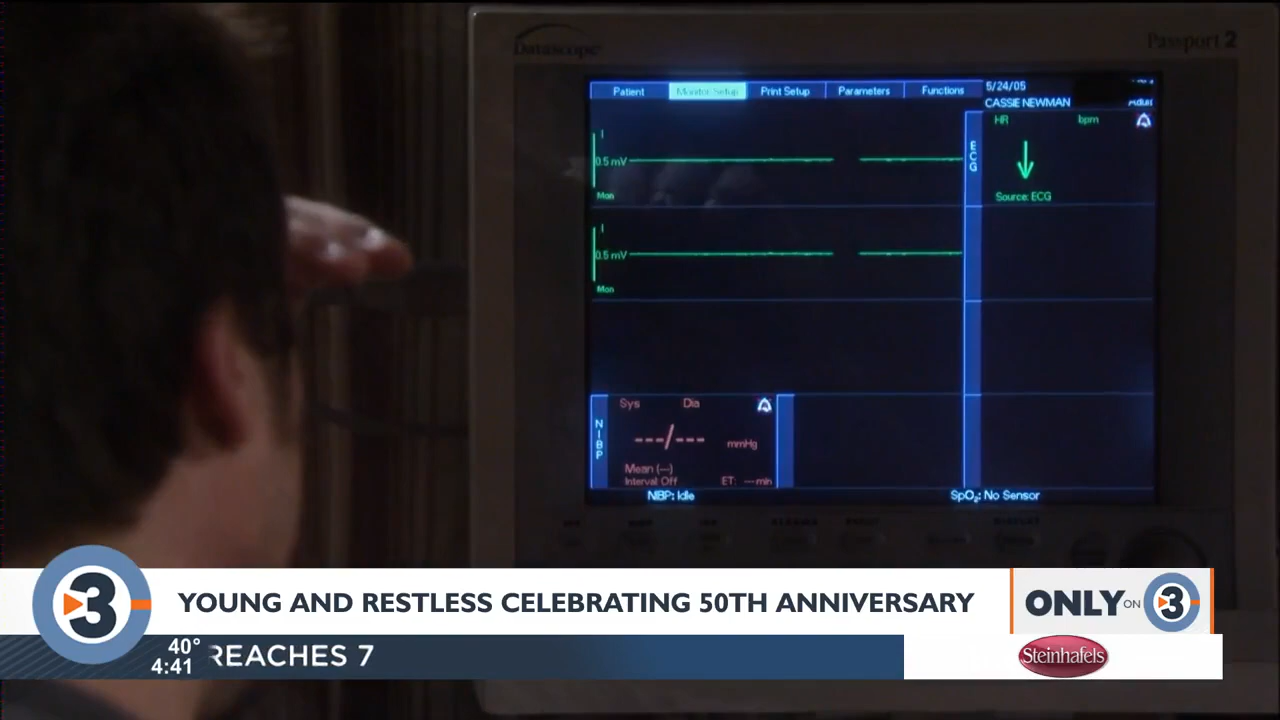 Datascope
Passport 2
Patient
Monitor Setup
Print Setup
Parameters
Functions
5/24/05
CASSIE NEWMAN
Adult
HR
bpm
I
0.5 mV
Mon
ECG
Source: ECG
I
0.5 mV
Mon
NIBP
Sys
Dia
---/---
mmHg
Mean (---)
Interval: Off
ET: --- min
NIBP: Idle
SpO₂: No Sensor
3
YOUNG AND RESTLESS CELEBRATING 50TH ANNIVERSARY
ONLY ON 3
40°
4:41
REACHES 7
Steinhafels